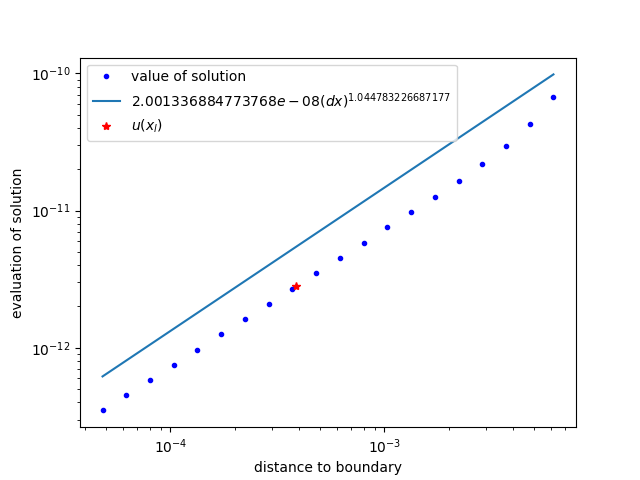 value of solution
2.001336884773768e − 08(dx)^1.044783226687177
u(x_l)
10^−10
10^−11
10^−12
evaluation of solution
10^−4
10^−3
distance to boundary